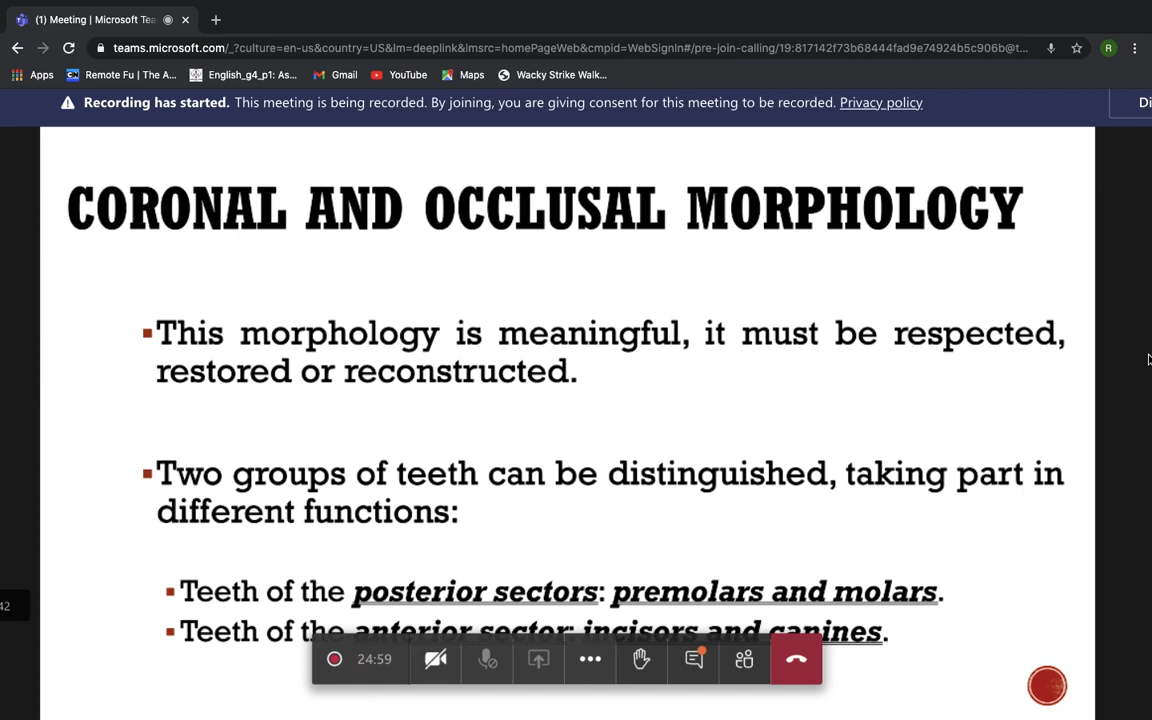 (1) Meeting | Microsoft Tea
teams.microsoft.com/_?culture=en-us&country=US&lm=deeplink&lmsrc=homePageWeb&cmpid=WebSignIn#/pre-join-calling/19:817142f73b68444fad9e74924b5c906b@t...
R
Apps Remote Fu | The A... English_g4_p1: As... Gmail YouTube Maps Wacky Strike Walk...
Recording has started. This meeting is being recorded. By joining, you are giving consent for this meeting to be recorded. Privacy policy Di
CORONAL AND OCCLUSAL MORPHOLOGY
This morphology is meaningful, it must be respected,
restored or reconstructed.
Two groups of teeth can be distinguished, taking part in
different functions:
Teeth of the posterior sectors: premolars and molars.
42
Teeth of the anterior sector: incisors and canines.
24:59